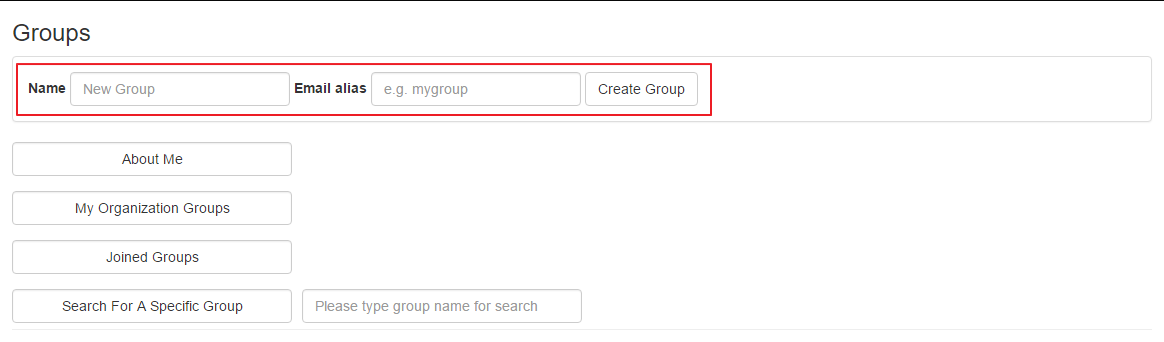 Groups
Name New Group Email alias e.g. mygroup Create Group
About Me
My Organization Groups
Joined Groups
Search For A Specific Group Please type group name for search